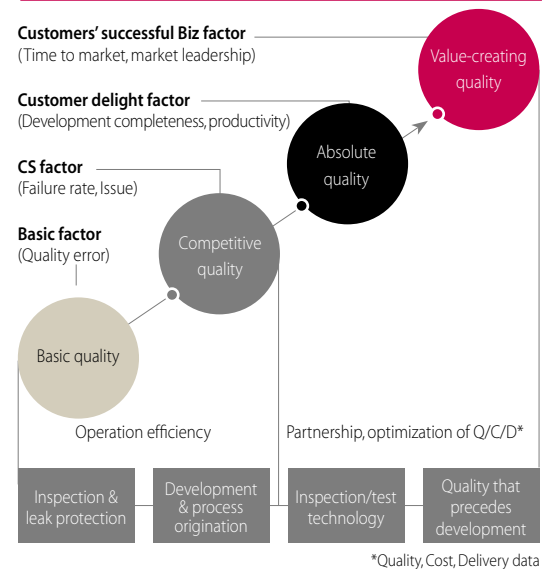 Customers’ successful Biz factor
(Time to market, market leadership)
Value-creating
quality
Customer delight factor
(Development completeness, productivity)
Absolute
quality
CS factor
(Failure rate, Issue)
Competitive
quality
Basic factor
(Quality error)
Basic quality
Operation efficiency
Partnership, optimization of Q/C/D*
Inspection &
leak protection
Development
& process
origination
Inspection/test
technology
Quality that
precedes
development
*Quality, Cost, Delivery data